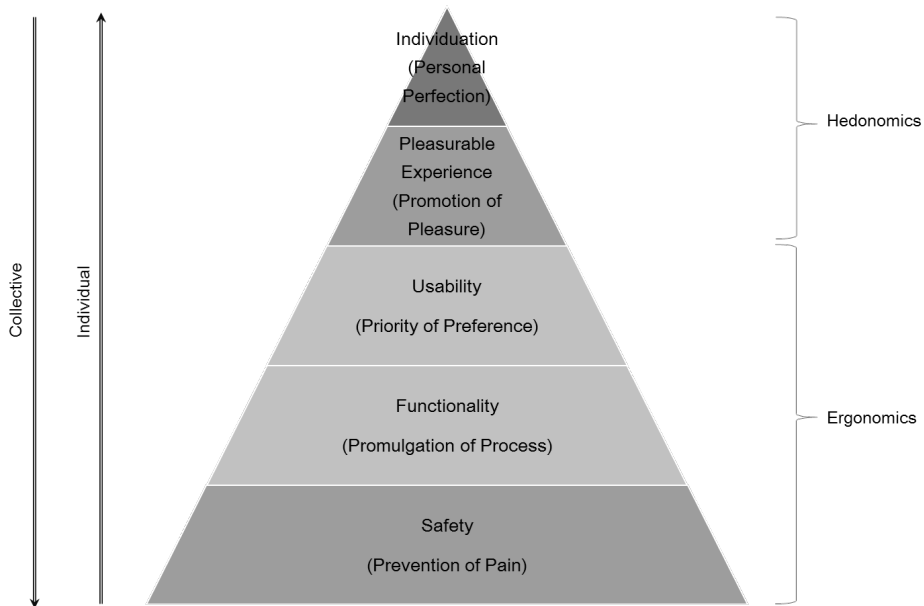 Individuation
(Personal
Perfection)
Pleasurable
Experience
(Promotion of
Pleasure)
Usability
(Priority of Preference)
Functionality
(Promulgation of Process)
Safety
(Prevention of Pain)
Collective
Individual
Hedonomics
Ergonomics